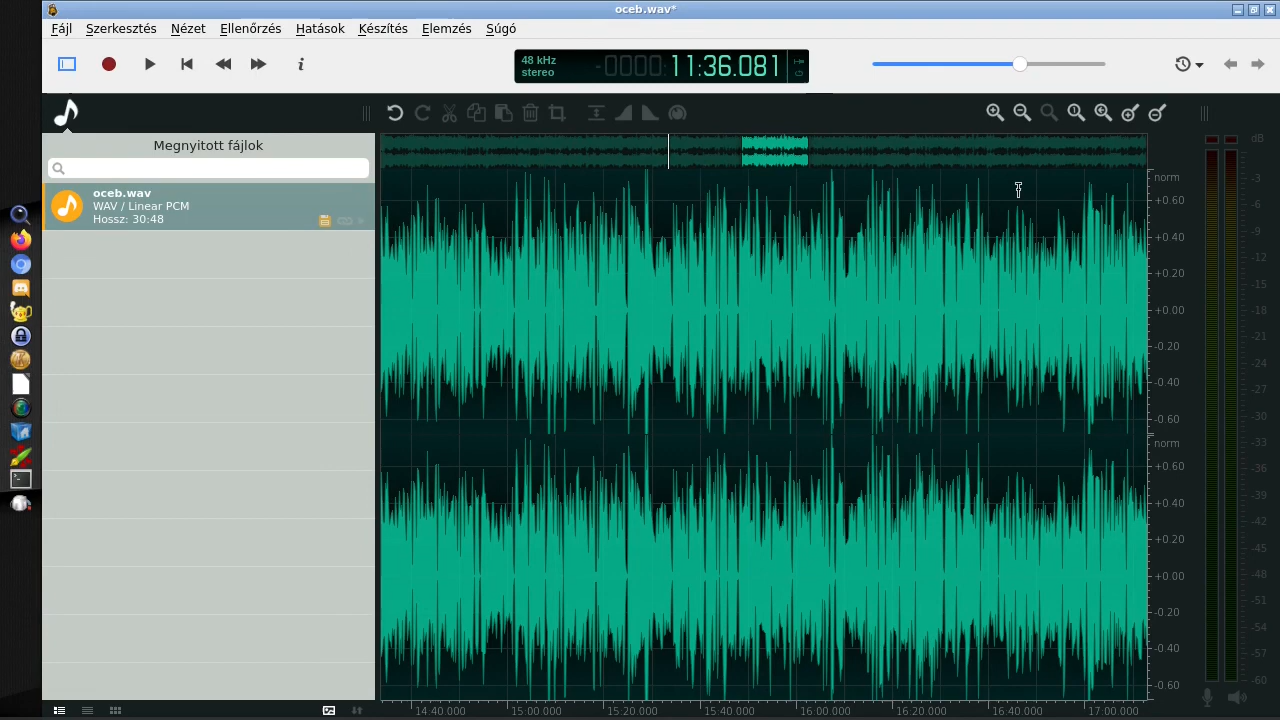 oceb.wav*
Fájl Szerkesztés Nézet Ellenőrzés Hatások Készítés Elemzés Súgó
48 kHz
stereo
-0000:11:36.081
Megnyitott fájlok
oceb.wav
WAV / Linear PCM
Hossz: 30:48
norm
+0.60
+0.40
+0.20
+0.00
-0.20
-0.40
-0.60
norm
+0.60
+0.40
+0.20
+0.00
-0.20
-0.40
-0.60
14:40.000 15:00.000 15:20.000 15:40.000 16:00.000 16:20.000 16:40.000 17:00.000
dB
-3
-6
-9
-12
-15
-18
-21
-24
-27
-30
-33
-36
-39
-42
-45
-48
-51
-54
-57
-60